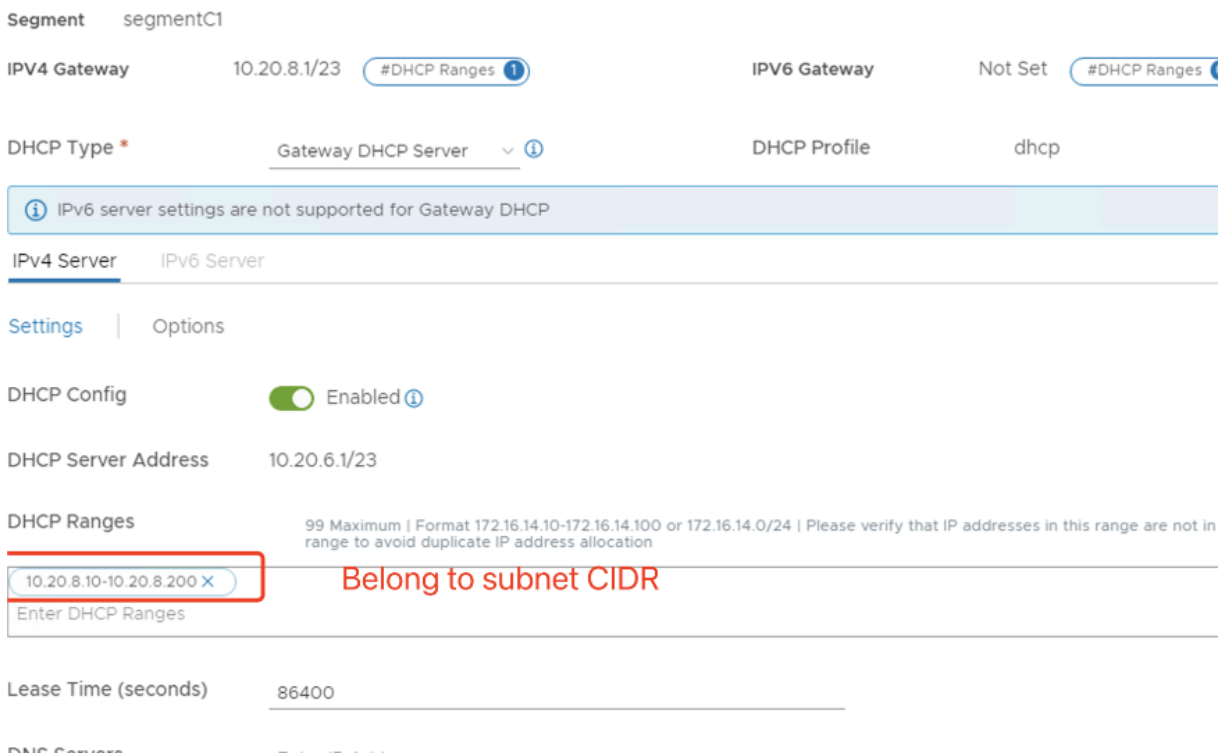 Segment segmentC1
IPV4 Gateway 10.20.8.1/23 #DHCP Ranges 1 IPV6 Gateway Not Set #DHCP Ranges
DHCP Type * Gateway DHCP Server DHCP Profile dhcp
IPv6 server settings are not supported for Gateway DHCP
IPv4 Server IPv6 Server
Settings Options
DHCP Config Enabled
DHCP Server Address 10.20.6.1/23
DHCP Ranges 99 Maximum | Format 172.16.14.10-172.16.14.100 or 172.16.14.0/24 | Please verify that IP addresses in this range are not in
range to avoid duplicate IP address allocation
10.20.8.10-10.20.8.200 Belong to subnet CIDR
Enter DHCP Ranges
Lease Time (seconds) 86400
DNS Servers